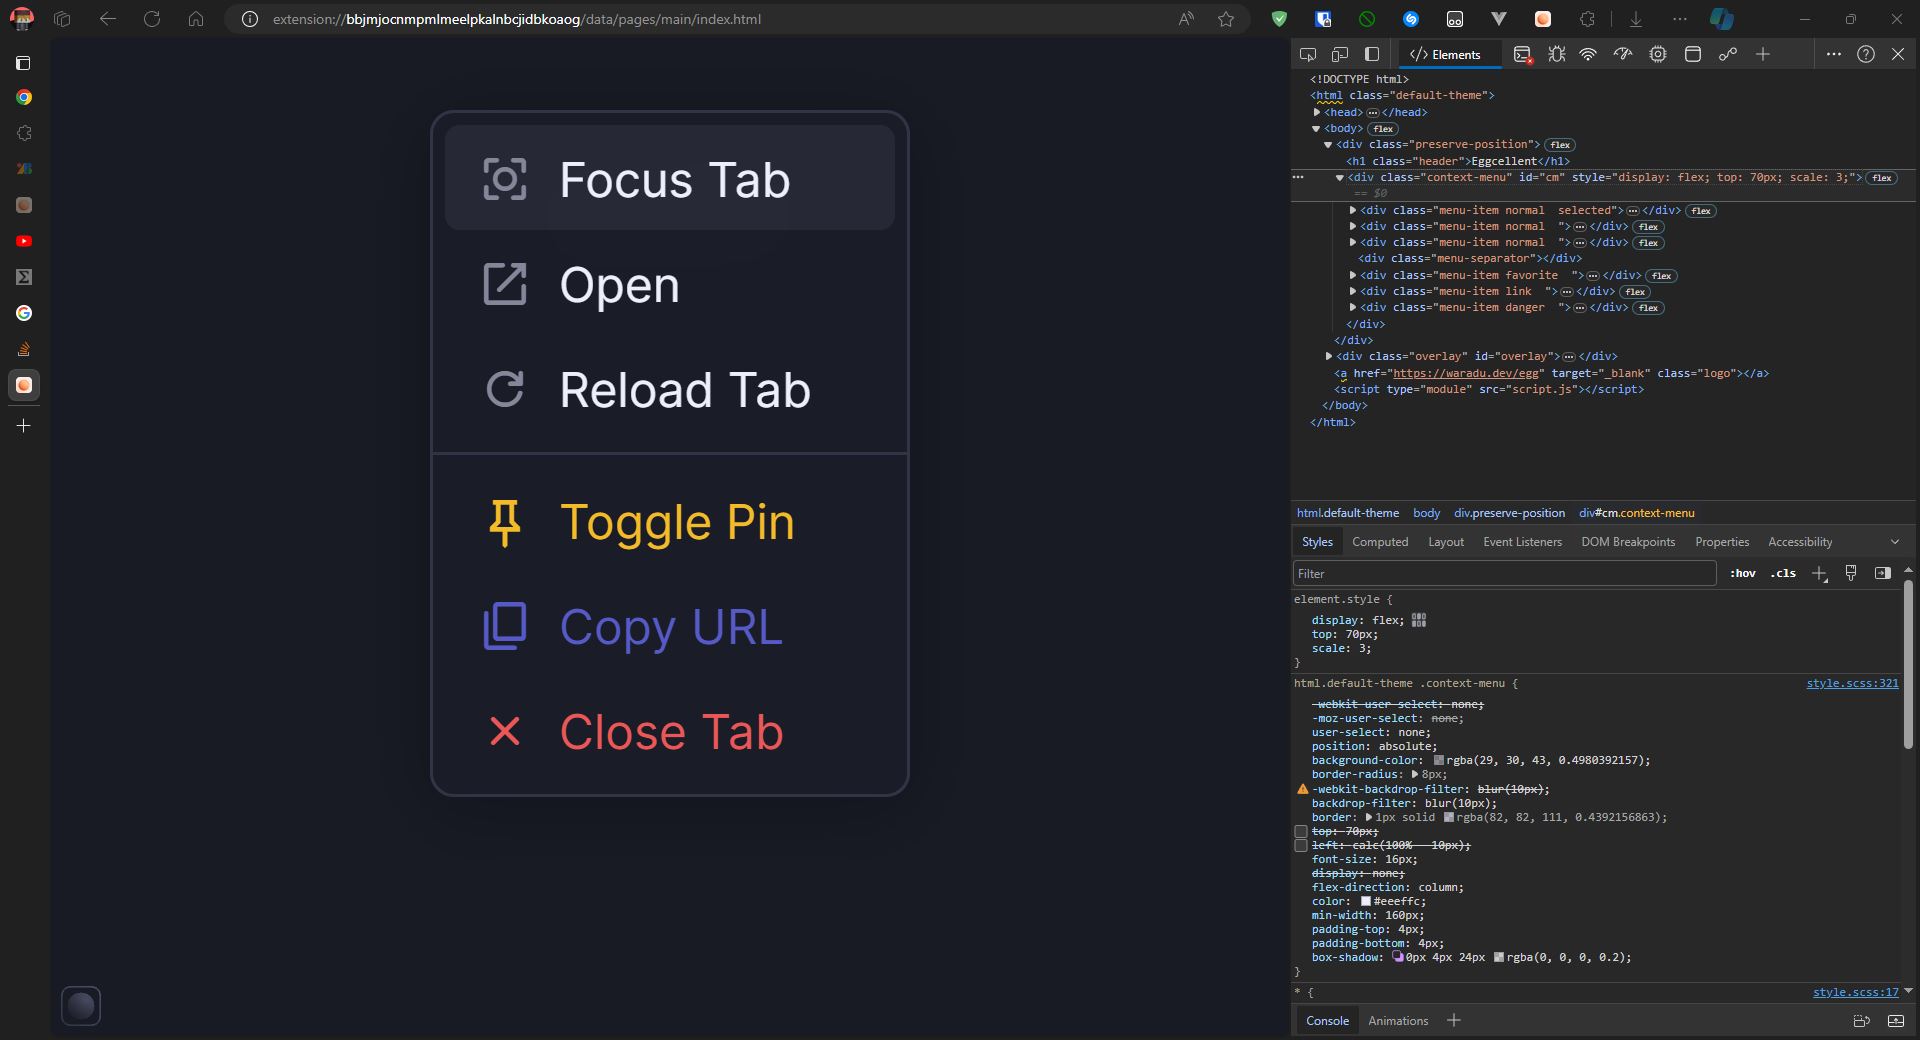 extension://bbjmjocnmpmlmeelpkalnbcjidbkoaog/data/pages/main/index.html
Focus Tab
Open
Reload Tab
Toggle Pin
Copy URL
Close Tab
Elements
<!DOCTYPE html>
<html class="default-theme">
<head> ⋯ </head>
<body> flex
<div class="preserve-position"> flex
<h1 class="header">Eggcellent</h1>
<div class="context-menu" id="cm" style="display: flex; top: 70px; scale: 3;"> flex
== $0
<div class="menu-item normal  selected"> ⋯ </div> flex
<div class="menu-item normal  "> ⋯ </div> flex
<div class="menu-item normal  "> ⋯ </div> flex
<div class="menu-separator"></div>
<div class="menu-item favorite  "> ⋯ </div> flex
<div class="menu-item link  "> ⋯ </div> flex
<div class="menu-item danger  "> ⋯ </div> flex
</div>
</div>
<div class="overlay" id="overlay"> ⋯ </div>
<a href="https://waradu.dev/egg" target="_blank" class="logo"></a>
<script type="module" src="script.js"></script>
</body>
</html>
html.default-theme body div.preserve-position div#cm.context-menu
Styles Computed Layout Event Listeners DOM Breakpoints Properties Accessibility
Filter :hov .cls
element.style {
display: flex;
top: 70px;
scale: 3;
}
html.default-theme .context-menu { style.scss:321
-webkit-user-select: none;
-moz-user-select: none;
user-select: none;
position: absolute;
background-color: rgba(29, 30, 43, 0.4980392157);
border-radius: 8px;
-webkit-backdrop-filter: blur(10px);
backdrop-filter: blur(10px);
border: 1px solid rgba(82, 82, 111, 0.4392156863);
top: 70px;
left: calc(100% - 10px);
font-size: 16px;
display: none;
flex-direction: column;
color: #eeeffc;
min-width: 160px;
padding-top: 4px;
padding-bottom: 4px;
box-shadow: 0px 4px 24px rgba(0, 0, 0, 0.2);
}
* { style.scss:17
Console Animations